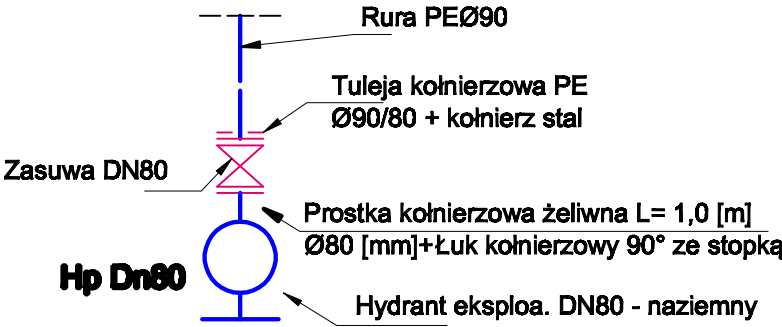 Rura PEØ90
Tuleja kołnierzowa PE
Ø90/80 + kołnierz stal
Zasuwa DN80
Prostka kołnierzowa żeliwna L= 1,0 [m]
Ø80 [mm]+Łuk kołnierzowy 90° ze stopką
Hp Dn80
Hydrant eksploa. DN80 - naziemny